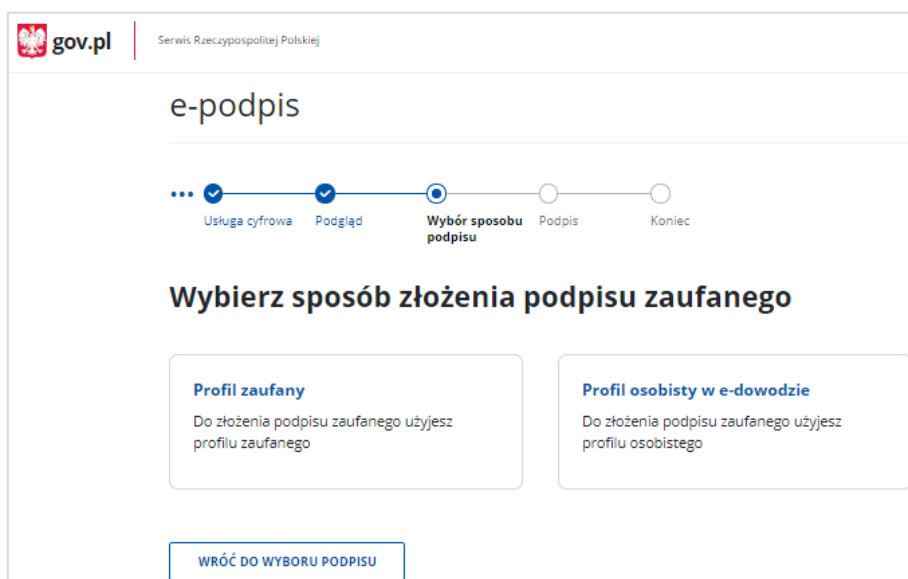 gov.pl
Serwis Rzeczypospolitej Polskiej
e-podpis
Usługa cyfrowa
Podgląd
Wybór sposobu
podpisu
Podpis
Koniec
Wybierz sposób złożenia podpisu zaufanego
Profil zaufany
Do złożenia podpisu zaufanego użyjesz
profilu zaufanego
Profil osobisty w e-dowodzie
Do złożenia podpisu zaufanego użyjesz
profilu osobistego
WRÓĆ DO WYBORU PODPISU